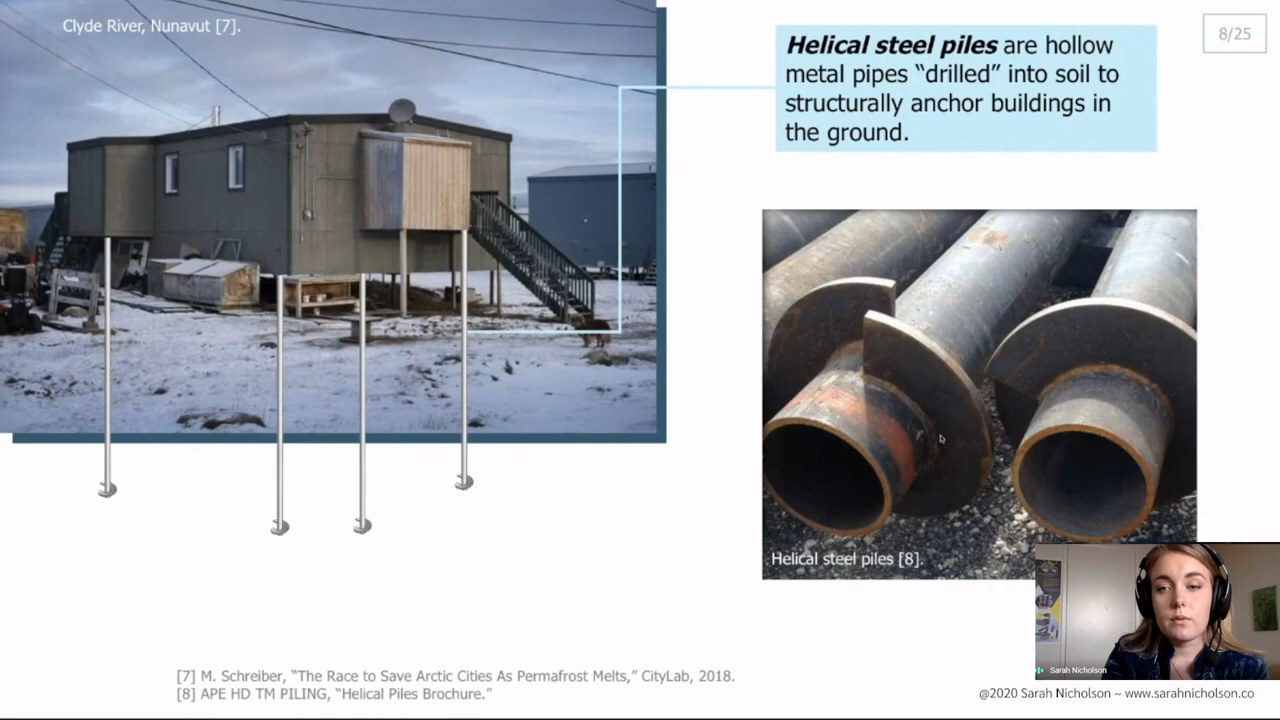 Clyde River, Nunavut [7].
Helical steel piles are hollow
metal pipes “drilled” into soil to
structurally anchor buildings in
the ground.
8/25
Helical steel piles [8].
Sarah Nicholson
[7] M. Schreiber, “The Race to Save Arctic Cities As Permafrost Melts,” CityLab, 2018.
[8] APE HD TM PILING, “Helical Piles Brochure.”
@2020 Sarah Nicholson ~ www.sarahnicholson.co